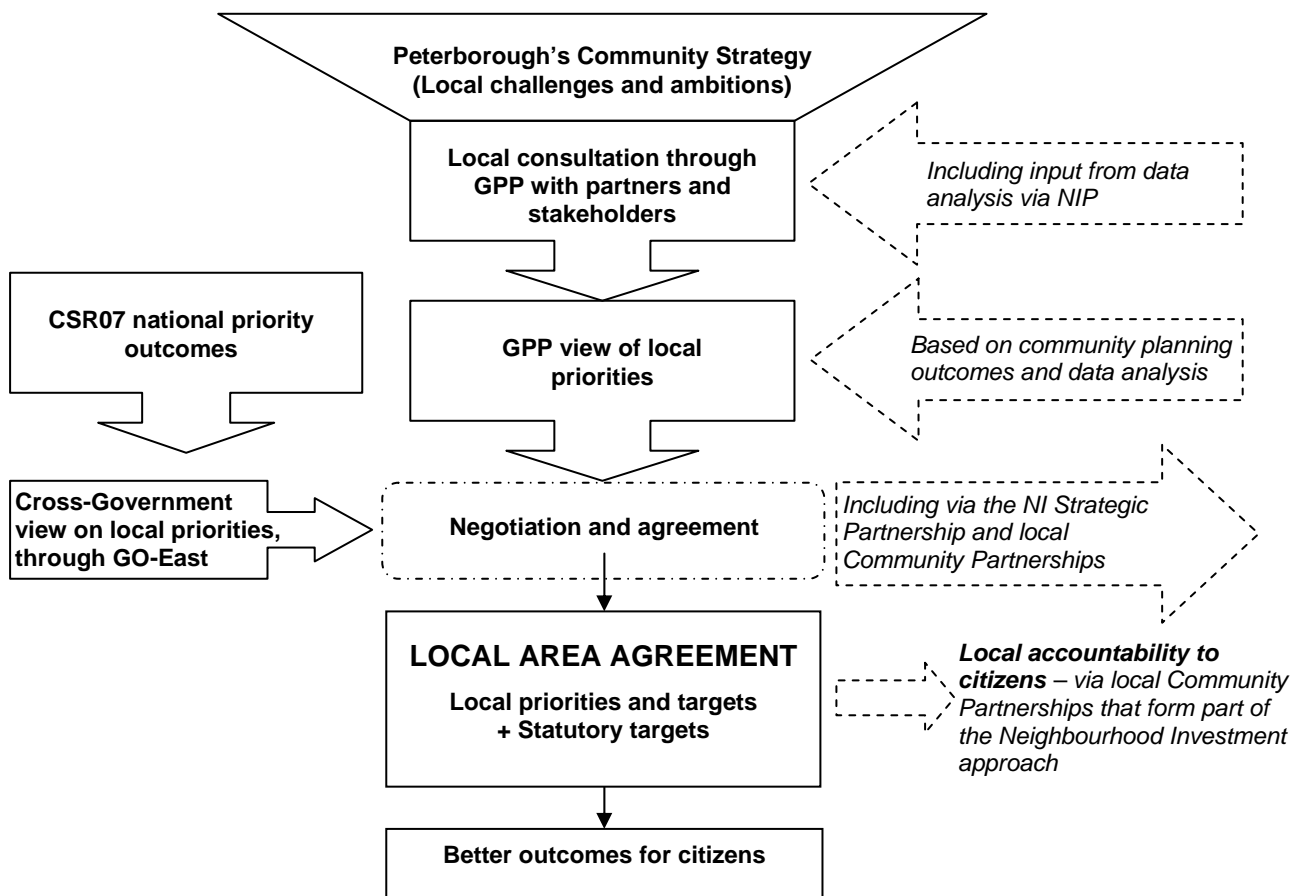 Peterborough's Community Strategy
(Local challenges and ambitions)
Local consultation through
GPP with partners and
stakeholders
Including input from data
analysis via NIP
CSR07 national priority
outcomes
GPP view of local
priorities
Based on community planning
outcomes and data analysis
Cross-Government
view on local priorities,
through GO-East
Negotiation and agreement
Including via the NI Strategic
Partnership and local
Community Partnerships
LOCAL AREA AGREEMENT
Local priorities and targets
+ Statutory targets
Local accountability to
citizens – via local Community
Partnerships that form part of
the Neighbourhood Investment
approach
Better outcomes for citizens